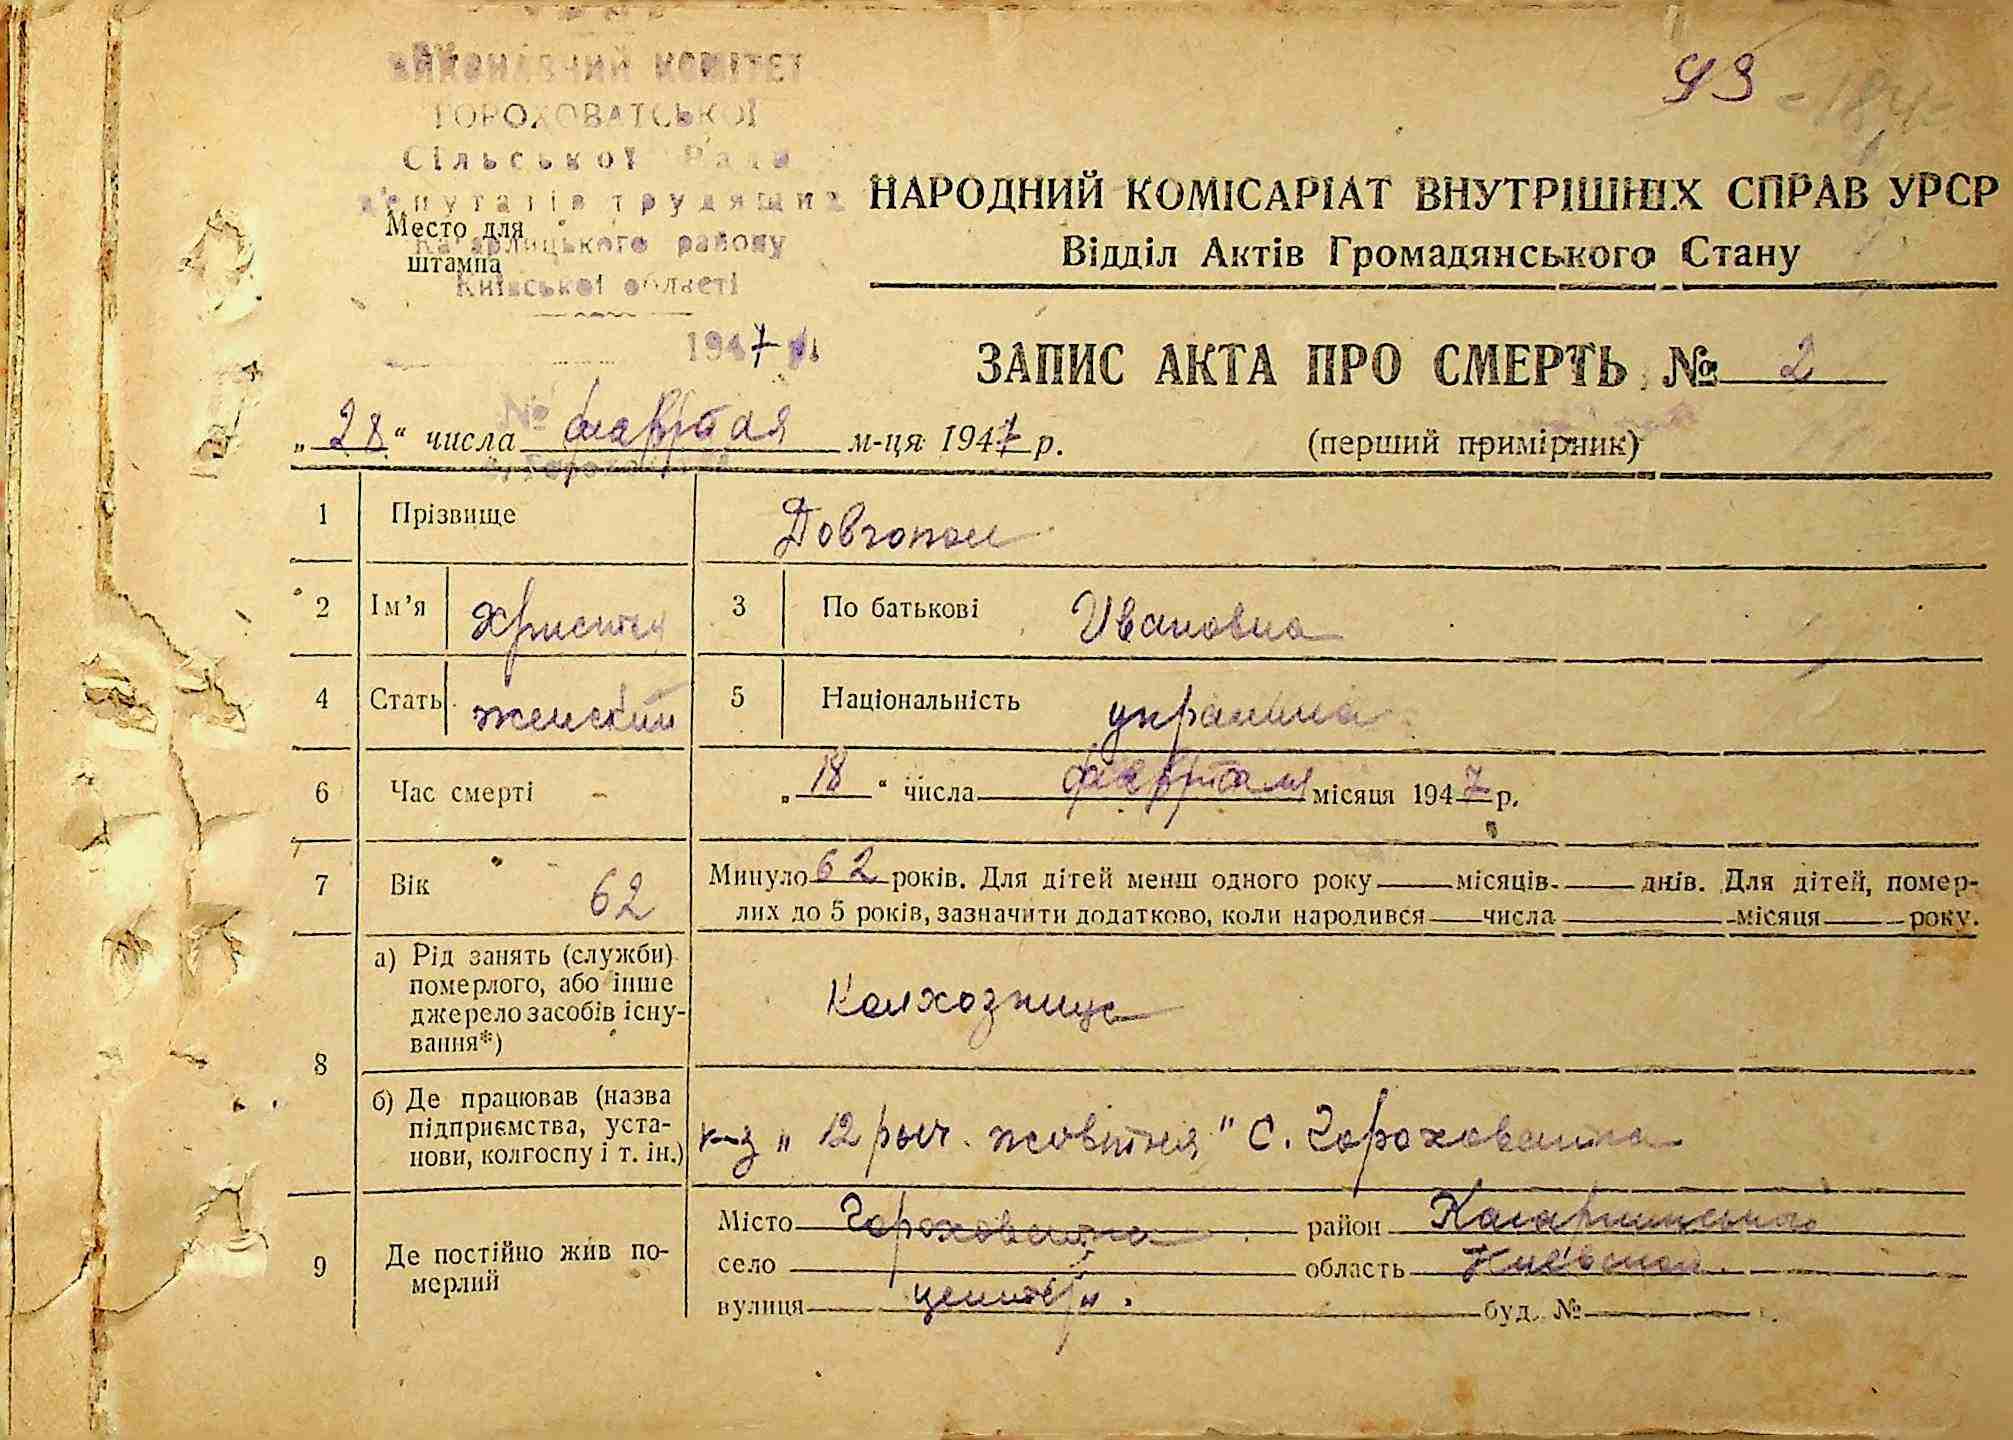 ВИКОНАВЧИЙ КОМІТЕТ
ГОРОХОВАТСЬКОЇ
Сільської Ради
депутатів трудящих
Кагарлицького району
Київської області
Место для
штампа
1947 р.
№
93
-184-
НАРОДНИЙ КОМІСАРІАТ ВНУТРІШНІХ СПРАВ УРСР
Відділ Актів Громадянського Стану
ЗАПИС АКТА ПРО СМЕРТЬ № 2
„28“ числа м-ця 1947 р.
(перший примірник)
1 Прізвище Довгопол
2 Ім’я Христя 3 По батькові Ивановна
4 Стать женский 5 Національність украинка
6 Час смерті „18“ числа місяця 1947 р.
7 Вік 62 Минуло 62 років. Для дітей менш одного року місяців. днів. Для дітей, помер-
лих до 5 років, зазначити додатково, коли народився числа місяця року.
8 а) Рід занять (служби) померлого, або інше джерело засобів існу-вання*) Колхозница
б) Де працював (назва підприємства, уста-нови, колгоспу і т. ін.) к-з „12 рыч. жовтня" С. Гороховатка
9 Де постійно жив по-мерлий
Місто Гороховатка район Кагарлицького
село область Киевской
вулиця центр. буд. №